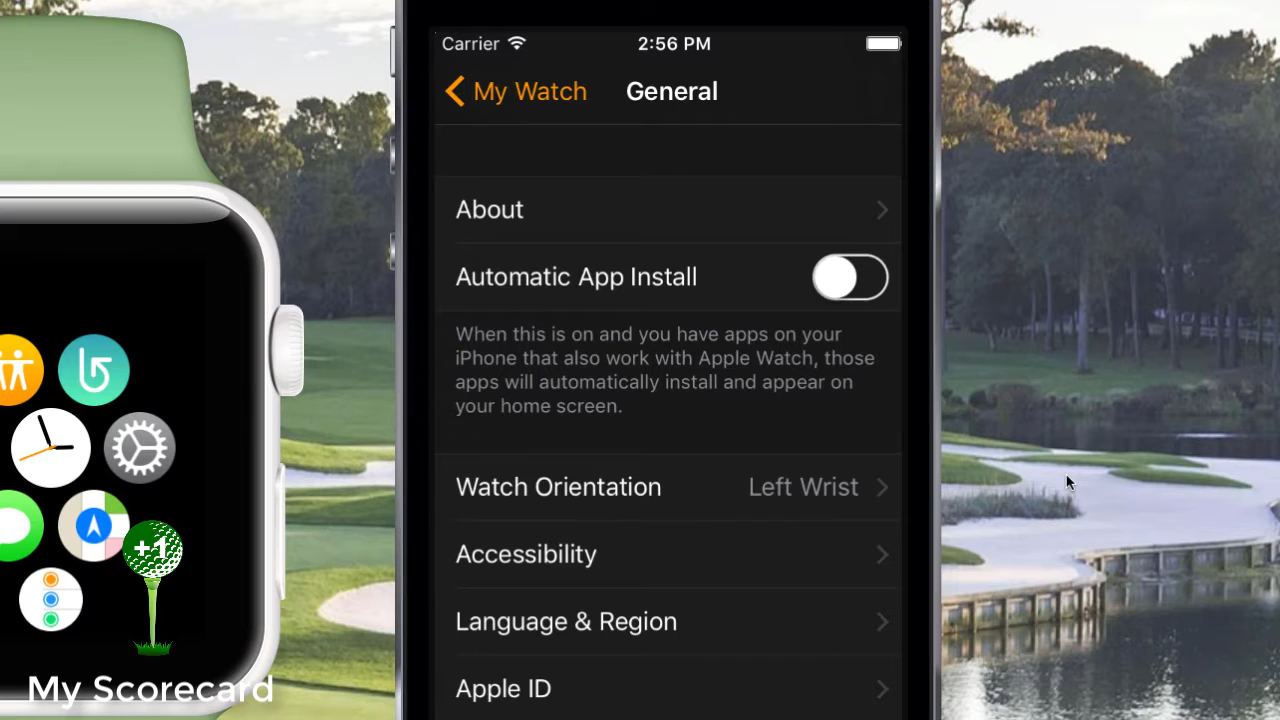 Carrier
2:56 PM
My Watch
General
About
Automatic App Install
When this is on and you have apps on your
iPhone that also work with Apple Watch, those
apps will automatically install and appear on
your home screen.
Watch Orientation
Left Wrist
Accessibility
Language & Region
Apple ID
+1
My Scorecard